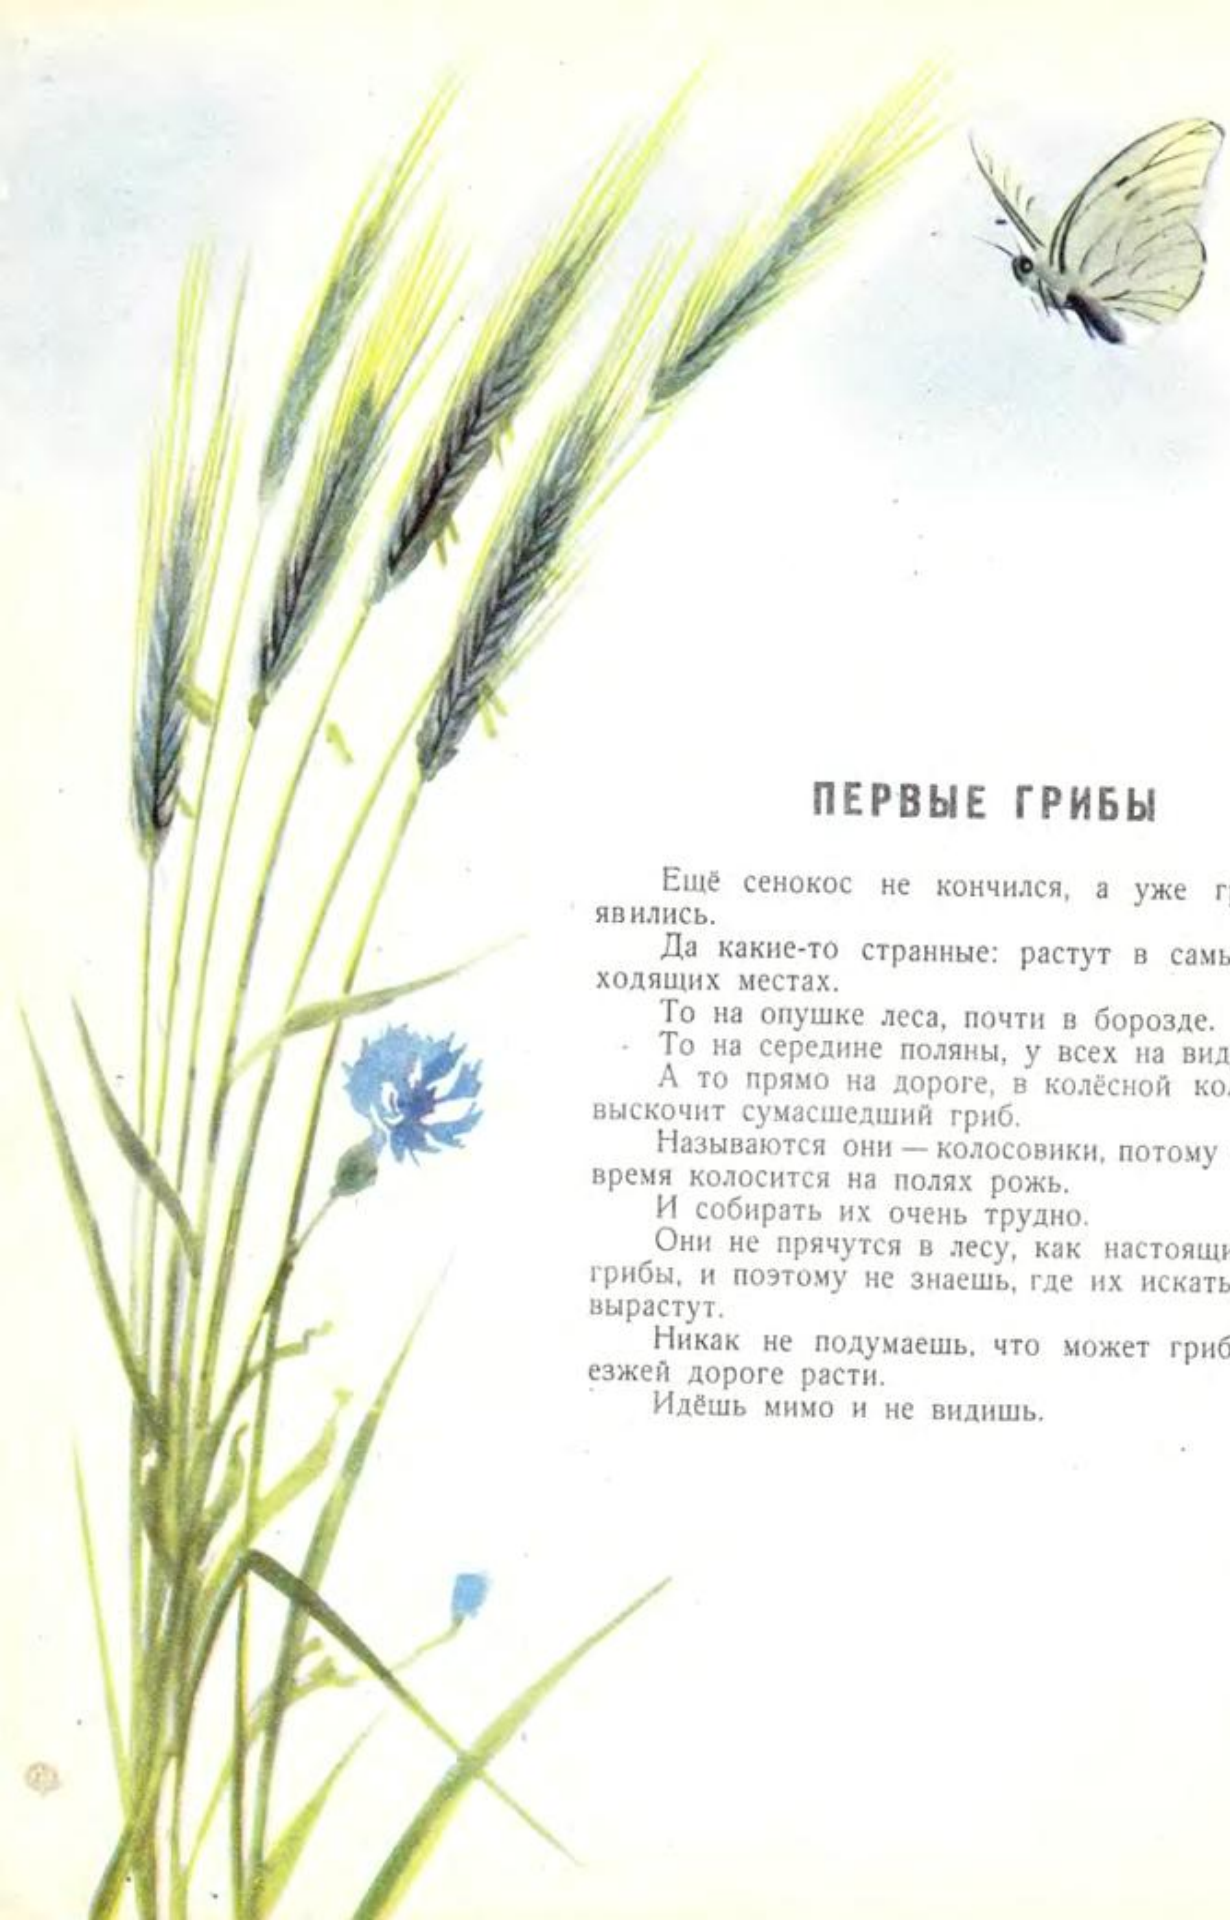 ПЕРВЫЕ ГРИБЫ
Ещё сенокос не кончился, а уже
явились.
Да какие-то странные: растут в
ходящих местах.
То на опушке леса, почти в борозде.
То на середине поляны, у всех на
А то прямо на дороге, в колёсной
выскочит сумасшедший гриб.
Называются они — колосовики, потому
время колосится на полях рожь.
И собирать их очень трудно.
Они не прячутся в лесу, как
грибы, и поэтому не знаешь, где их искать
вырастут.
Никак не подумаешь, что может гриб
езжей дороге расти.
Идёшь мимо и не видишь.